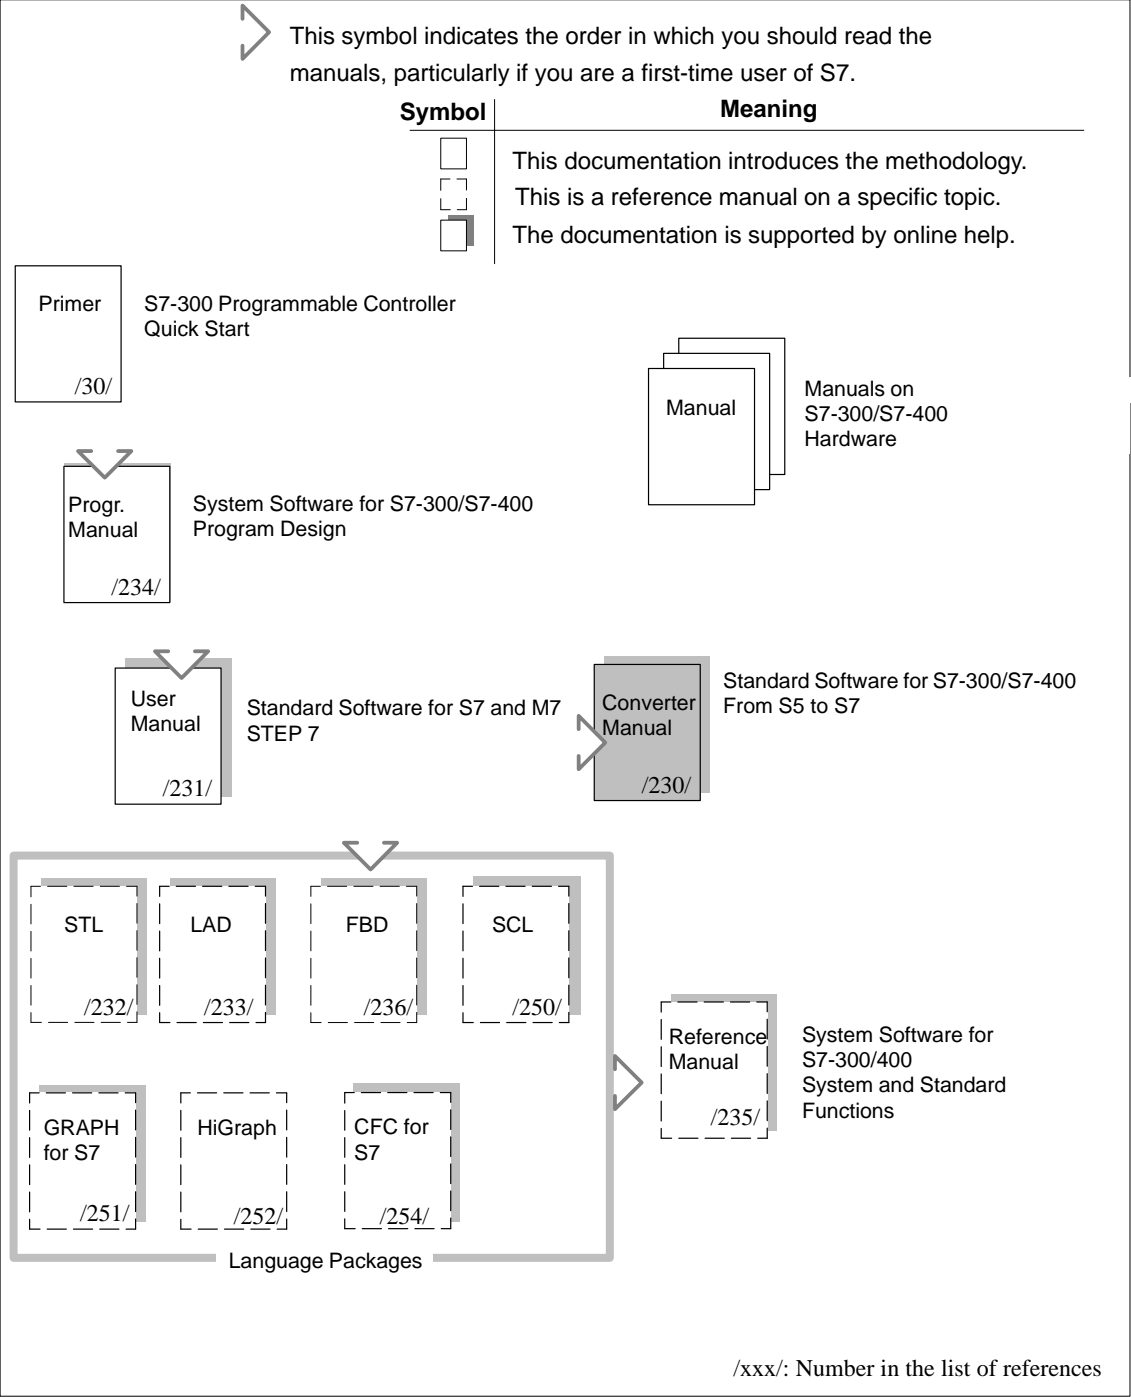 This symbol indicates the order in which you should read the
manuals, particularly if you are a first-time user of S7.
Symbol Meaning
This documentation introduces the methodology.
This is a reference manual on a specific topic.
The documentation is supported by online help.
Primer
/30/
S7-300 Programmable Controller
Quick Start
Manual
Manuals on
S7-300/S7-400
Hardware
Progr.
Manual
/234/
System Software for S7-300/S7-400
Program Design
User
Manual
/231/
Standard Software for S7 and M7
STEP 7
Converter
Manual
/230/
Standard Software for S7-300/S7-400
From S5 to S7
STL
/232/
LAD
/233/
FBD
/236/
SCL
/250/
GRAPH
for S7
/251/
HiGraph
/252/
CFC for
S7
/254/
Language Packages
Reference
Manual
/235/
System Software for
S7-300/400
System and Standard
Functions
/xxx/: Number in the list of references